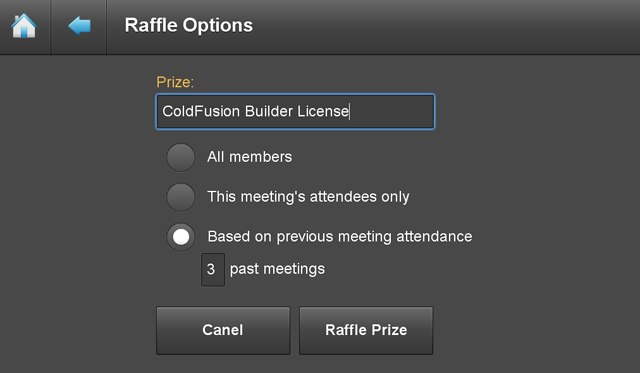 Raffle Options
Prize:
ColdFusion Builder License
All members
This meeting's attendees only
Based on previous meeting attendance
3 past meetings
Canel Raffle Prize